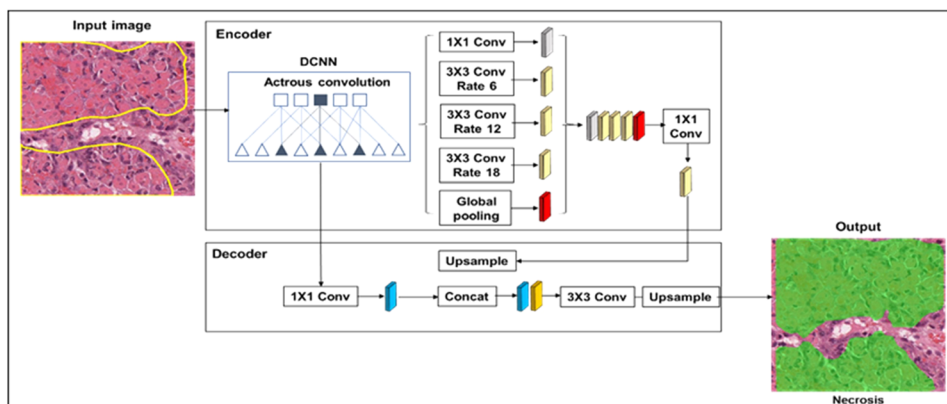 Input image
Encoder
DCNN
Actrous convolution
1X1 Conv
3X3 Conv
Rate 6
3X3 Conv
Rate 12
3X3 Conv
Rate 18
Global
pooling
1X1
Conv
Decoder
Upsample
1X1 Conv
Concat
3X3 Conv
Upsample
Output
Necrosis